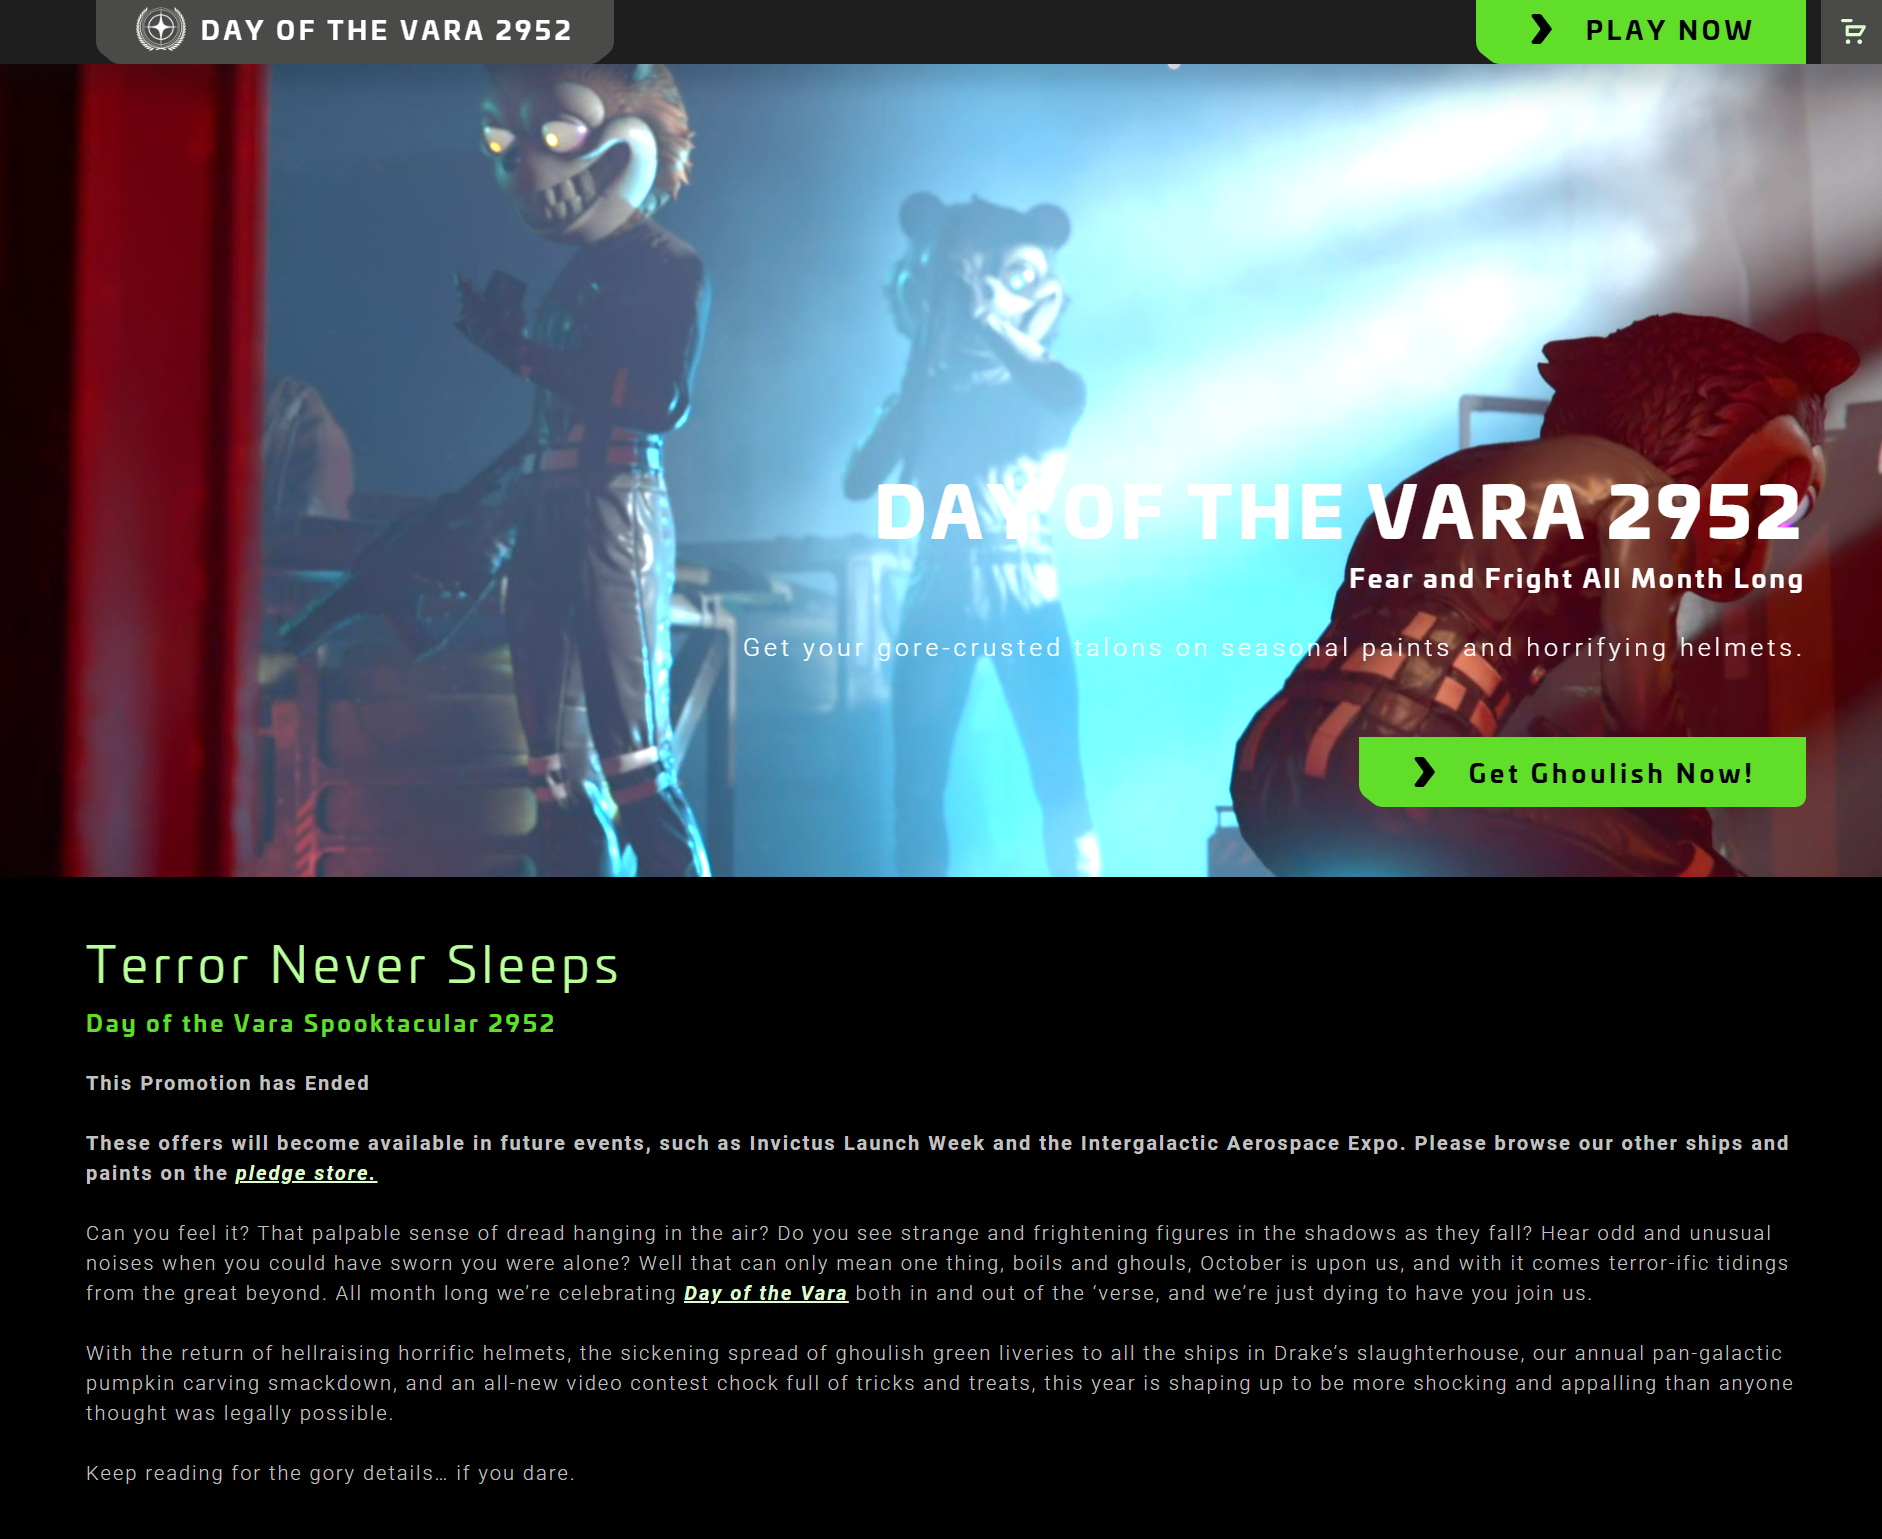 DAY OF THE VARA 2952
PLAY NOW
DAY OF THE VARA 2952
Fear and Fright All Month Long
Get your gore-crusted talons on seasonal paints and horrifying helmets.
Get Ghoulish Now!
Terror Never Sleeps
Day of the Vara Spooktacular 2952
This Promotion has Ended
These offers will become available in future events, such as Invictus Launch Week and the Intergalactic Aerospace Expo. Please browse our other ships and
paints on the pledge store.
Can you feel it? That palpable sense of dread hanging in the air? Do you see strange and frightening figures in the shadows as they fall? Hear odd and unusual
noises when you could have sworn you were alone? Well that can only mean one thing, boils and ghouls, October is upon us, and with it comes terror-ific tidings
from the great beyond. All month long we’re celebrating Day of the Vara both in and out of the ‘verse, and we’re just dying to have you join us.
With the return of hellraising horrific helmets, the sickening spread of ghoulish green liveries to all the ships in Drake’s slaughterhouse, our annual pan-galactic
pumpkin carving smackdown, and an all-new video contest chock full of tricks and treats, this year is shaping up to be more shocking and appalling than anyone
thought was legally possible.
Keep reading for the gory details… if you dare.